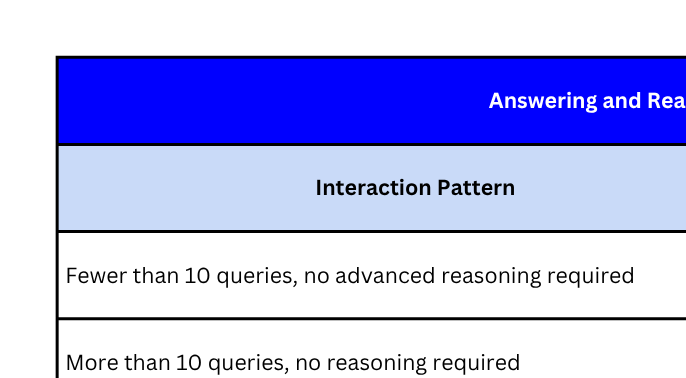 Answering and Rea
Interaction Pattern
Fewer than 10 queries, no advanced reasoning required
More than 10 queries, no reasoning required